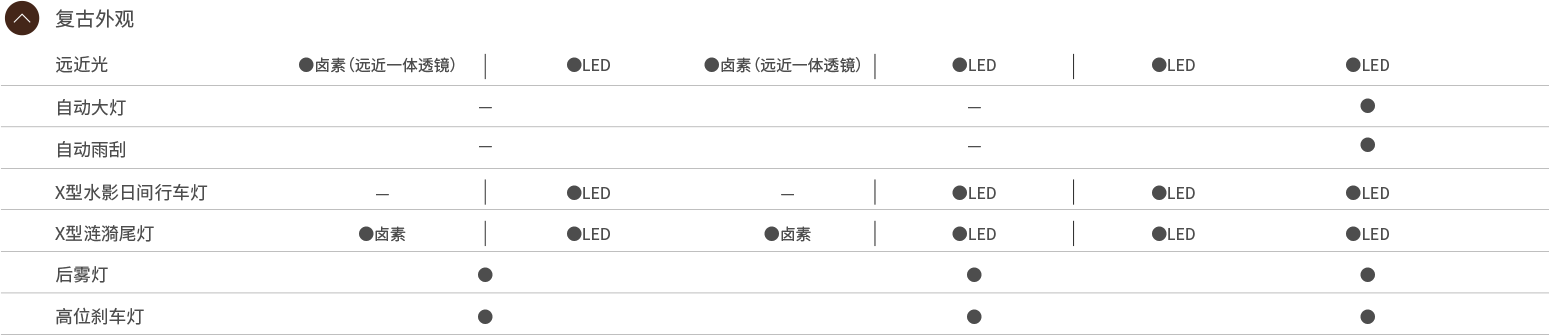 复古外观
远近光 ●卤素（远近一体透镜） | ●LED ●卤素（远近一体透镜） | ●LED | ●LED ●LED
自动大灯 — — ●
自动雨刮 — — ●
X型水影日间行车灯 — | ●LED — | ●LED | ●LED ●LED
X型涟漪尾灯 ●卤素 | ●LED ●卤素 | ●LED | ●LED ●LED
后雾灯 ● ● ●
高位刹车灯 ● ● ●